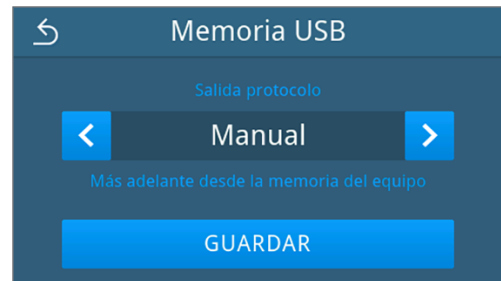 Memoria USB
Salida protocolo
Manual
Más adelante desde la memoria del equipo
GUARDAR